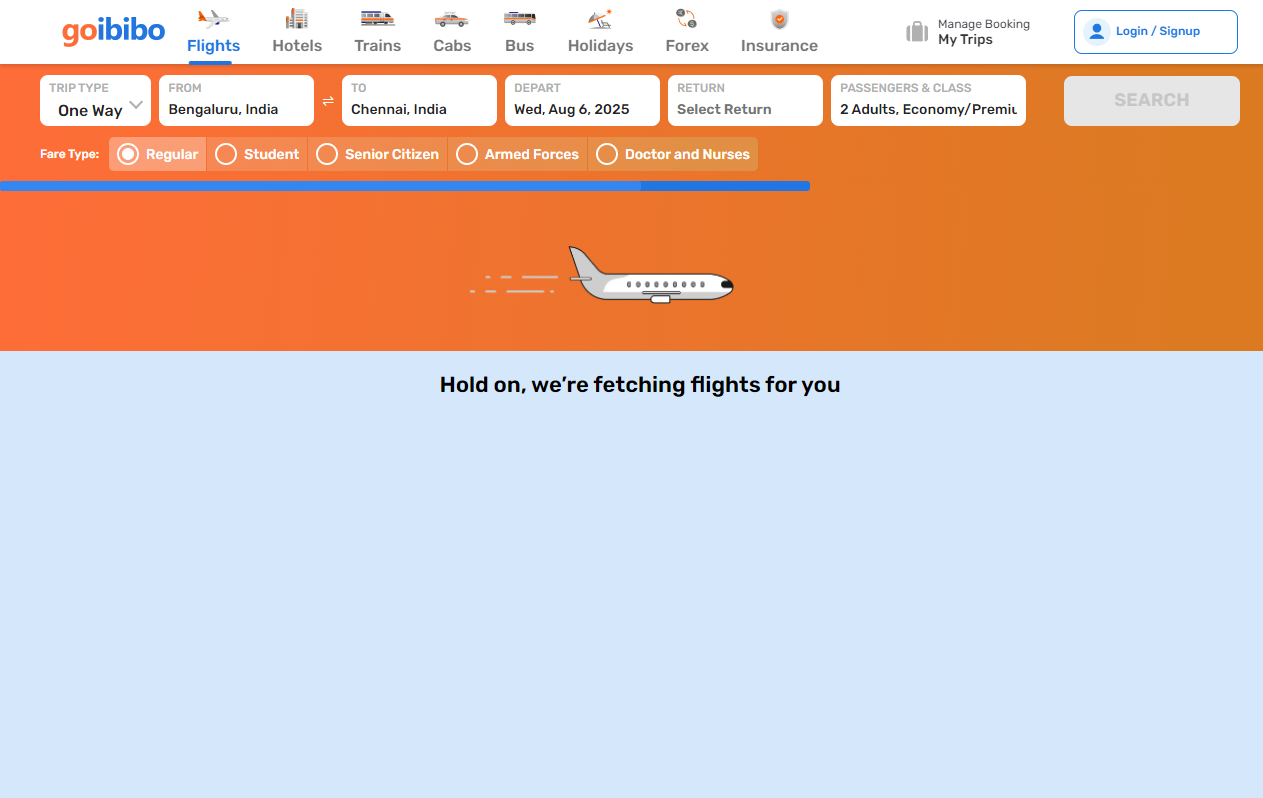 goibibo
Flights
Hotels
Trains
Cabs
Bus
Holidays
Forex
Insurance
Manage Booking
My Trips
Login / Signup
TRIP TYPE
One Way
FROM
Bengaluru, India
TO
Chennai, India
DEPART
Wed, Aug 6, 2025
RETURN
Select Return
PASSENGERS & CLASS
2 Adults, Economy/Premiu
SEARCH
Fare Type:
Regular
Student
Senior Citizen
Armed Forces
Doctor and Nurses
Hold on, we’re fetching flights for you